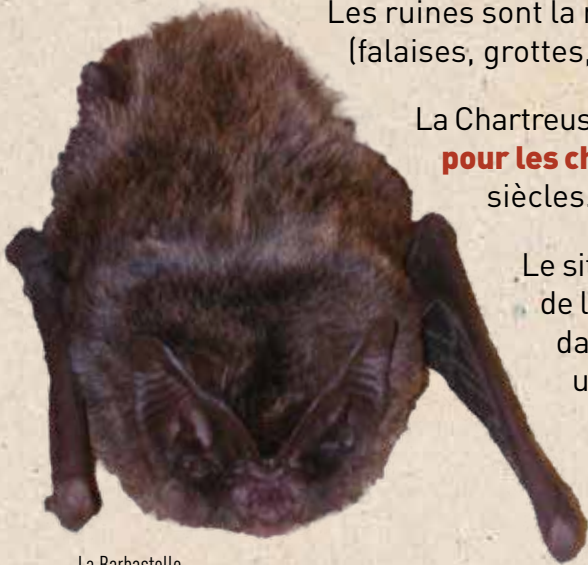 Les ruines sont la
(falaises, grottes,
La Chartreus
pour les ch
siècles.
Le si
de l
da
u
La Barbastelle